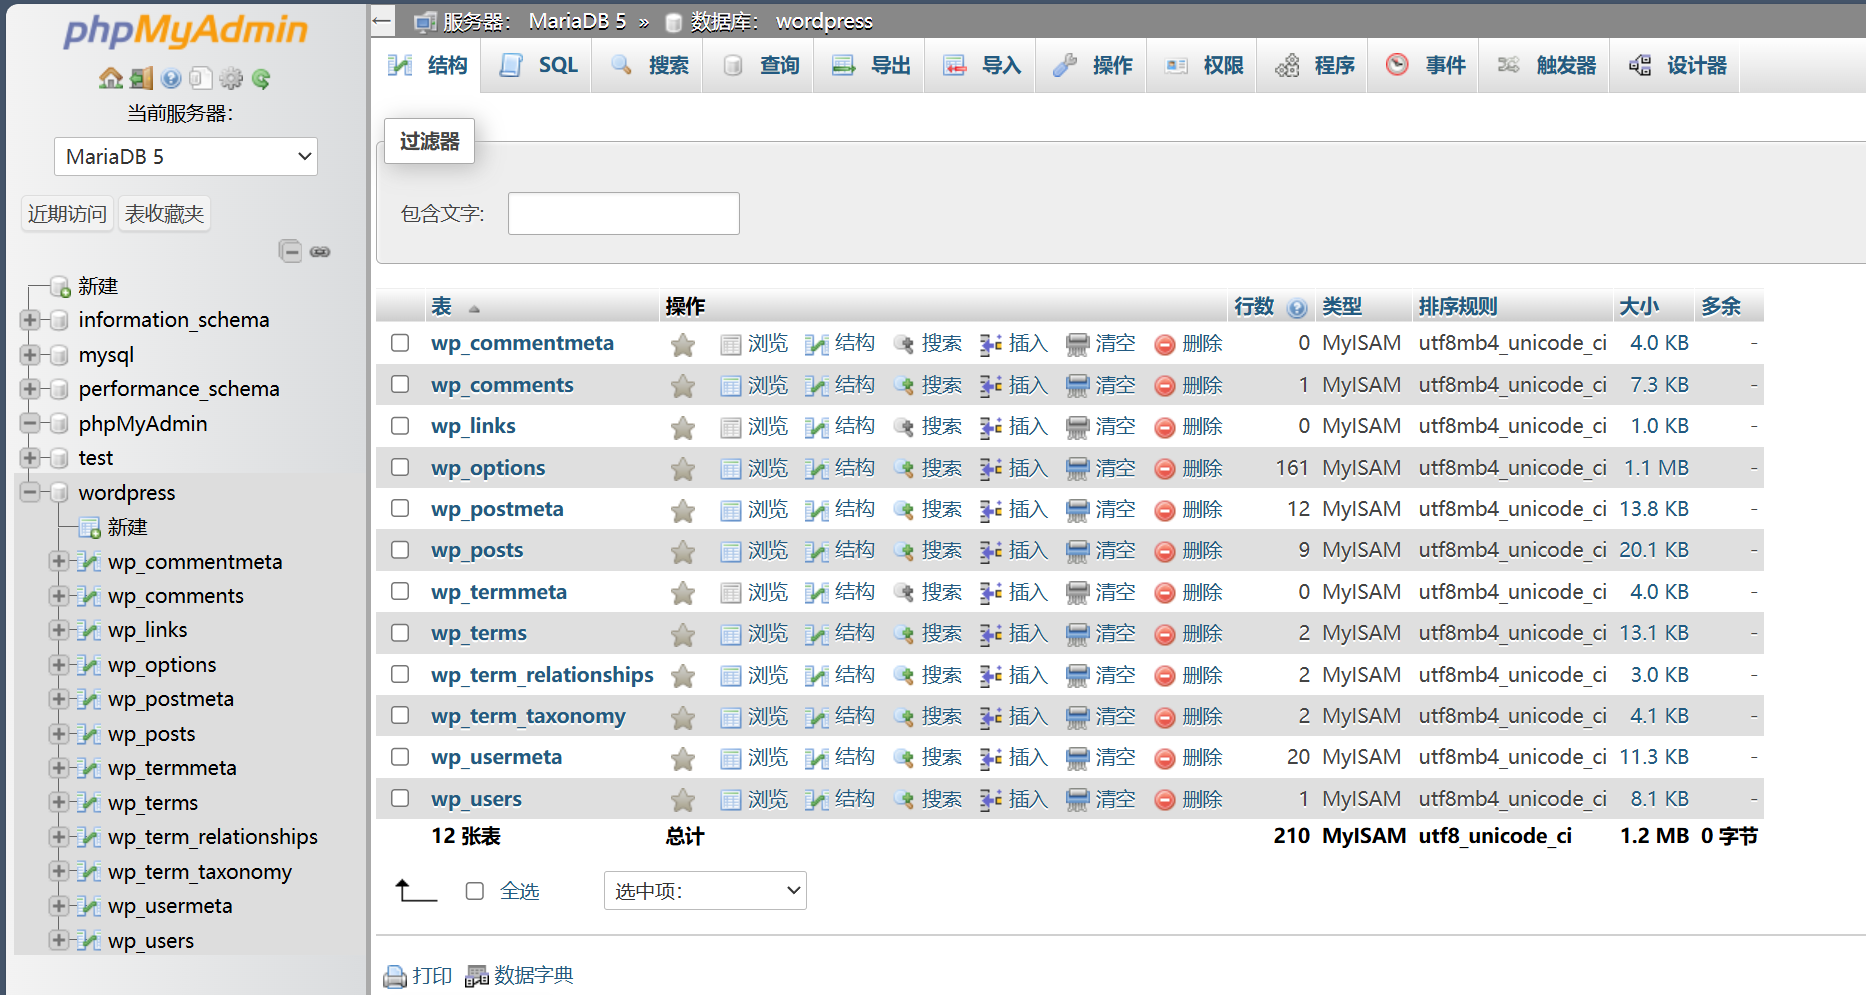 phpMyAdmin
当前服务器：
MariaDB 5
近期访问 表收藏夹
新建
information_schema
mysql
performance_schema
phpMyAdmin
test
wordpress
新建
wp_commentmeta
wp_comments
wp_links
wp_options
wp_postmeta
wp_posts
wp_termmeta
wp_terms
wp_term_relationships
wp_term_taxonomy
wp_usermeta
wp_users
服务器： MariaDB 5 » 数据库： wordpress
结构 SQL 搜索 查询 导出 导入 操作 权限 程序 事件 触发器 设计器
过滤器
包含文字:
表 操作 行数 类型 排序规则 大小 多余
wp_commentmeta 浏览 结构 搜索 插入 清空 删除 0 MyISAM utf8mb4_unicode_ci 4.0 KB -
wp_comments 浏览 结构 搜索 插入 清空 删除 1 MyISAM utf8mb4_unicode_ci 7.3 KB -
wp_links 浏览 结构 搜索 插入 清空 删除 0 MyISAM utf8mb4_unicode_ci 1.0 KB -
wp_options 浏览 结构 搜索 插入 清空 删除 161 MyISAM utf8mb4_unicode_ci 1.1 MB -
wp_postmeta 浏览 结构 搜索 插入 清空 删除 12 MyISAM utf8mb4_unicode_ci 13.8 KB -
wp_posts 浏览 结构 搜索 插入 清空 删除 9 MyISAM utf8mb4_unicode_ci 20.1 KB -
wp_termmeta 浏览 结构 搜索 插入 清空 删除 0 MyISAM utf8mb4_unicode_ci 4.0 KB -
wp_terms 浏览 结构 搜索 插入 清空 删除 2 MyISAM utf8mb4_unicode_ci 13.1 KB -
wp_term_relationships 浏览 结构 搜索 插入 清空 删除 2 MyISAM utf8mb4_unicode_ci 3.0 KB -
wp_term_taxonomy 浏览 结构 搜索 插入 清空 删除 2 MyISAM utf8mb4_unicode_ci 4.1 KB -
wp_usermeta 浏览 结构 搜索 插入 清空 删除 20 MyISAM utf8mb4_unicode_ci 11.3 KB -
wp_users 浏览 结构 搜索 插入 清空 删除 1 MyISAM utf8mb4_unicode_ci 8.1 KB -
12 张表 总计 210 MyISAM utf8_unicode_ci 1.2 MB 0 字节
全选 选中项：
打印 数据字典